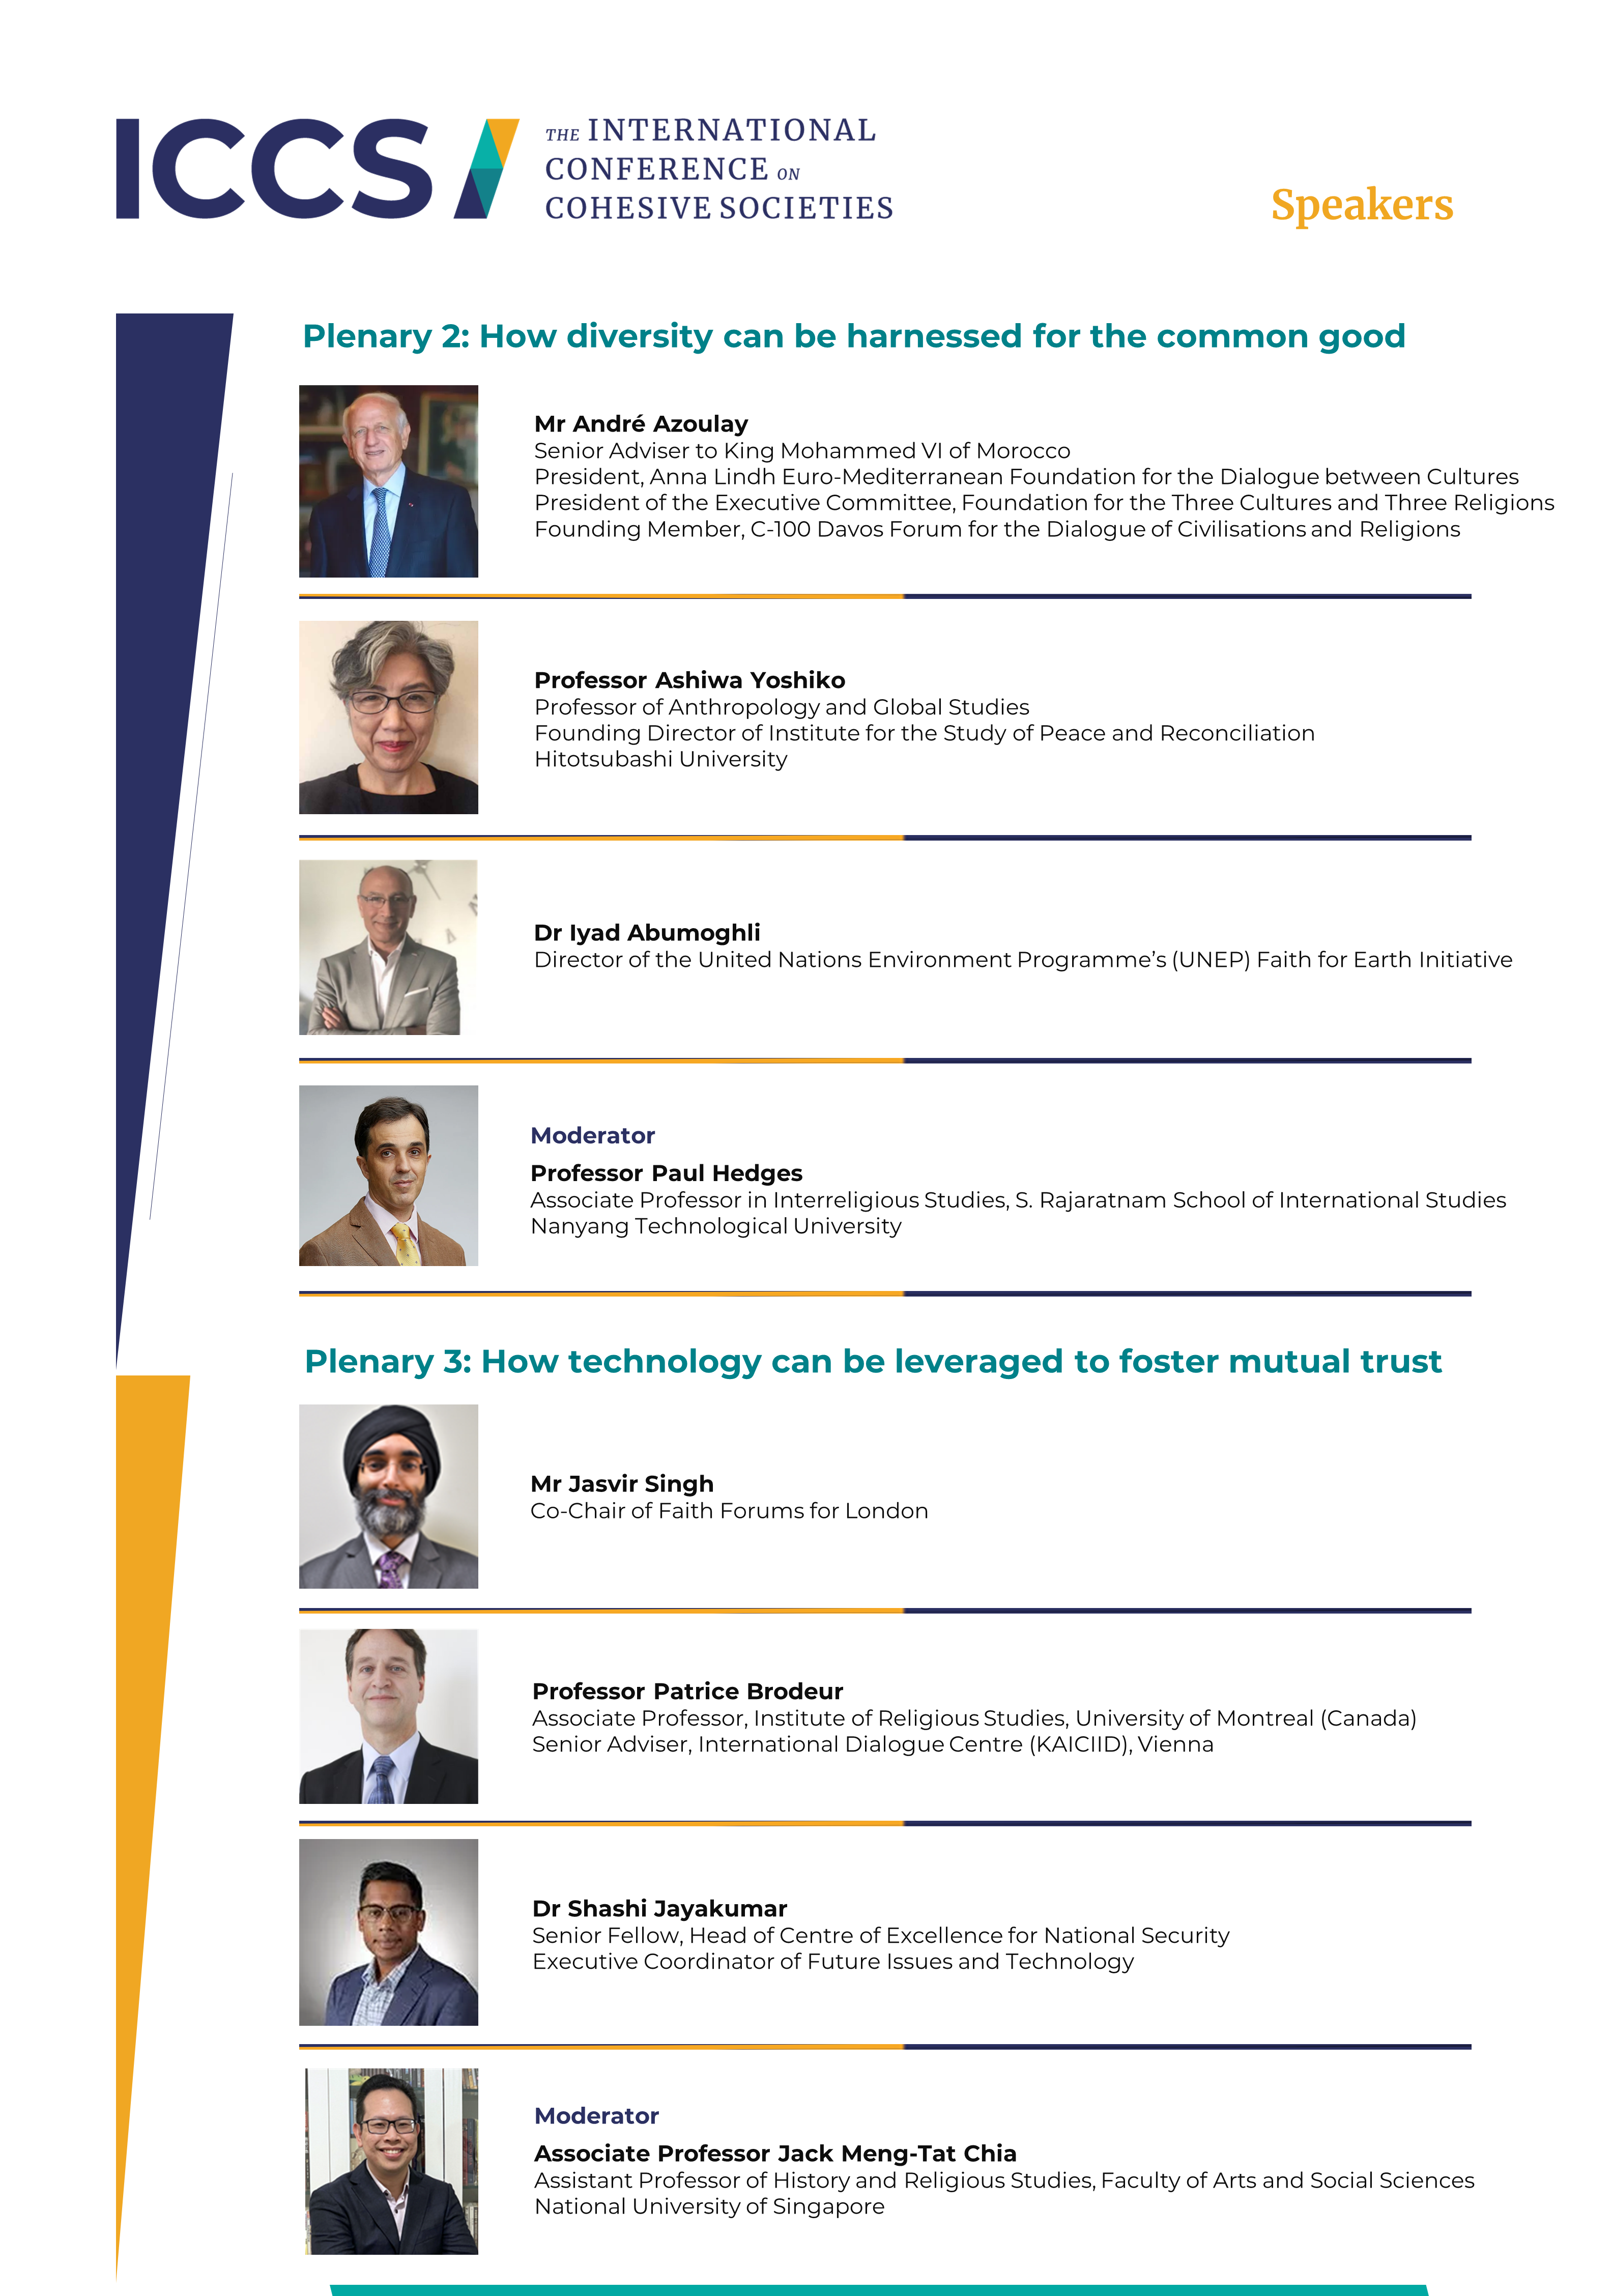 ICCS
THE INTERNATIONAL
CONFERENCE ON
COHESIVE SOCIETIES
Speakers
Plenary 2: How diversity can be harnessed for the common good
Mr André Azoulay
Senior Adviser to King Mohammed VI of Morocco
President, Anna Lindh Euro-Mediterranean Foundation for the Dialogue between Cultures
President of the Executive Committee, Foundation for the Three Cultures and Three Religions
Founding Member, C-100 Davos Forum for the Dialogue of Civilisations and Religions
Professor Ashiwa Yoshiko
Professor of Anthropology and Global Studies
Founding Director of Institute for the Study of Peace and Reconciliation
Hitotsubashi University
Dr Iyad Abumoghli
Director of the United Nations Environment Programme’s (UNEP) Faith for Earth Initiative
Moderator
Professor Paul Hedges
Associate Professor in Interreligious Studies, S. Rajaratnam School of International Studies
Nanyang Technological University
Plenary 3: How technology can be leveraged to foster mutual trust
Mr Jasvir Singh
Co-Chair of Faith Forums for London
Professor Patrice Brodeur
Associate Professor, Institute of Religious Studies, University of Montreal (Canada)
Senior Adviser, International Dialogue Centre (KAICIID), Vienna
Dr Shashi Jayakumar
Senior Fellow, Head of Centre of Excellence for National Security
Executive Coordinator of Future Issues and Technology
Moderator
Associate Professor Jack Meng-Tat Chia
Assistant Professor of History and Religious Studies, Faculty of Arts and Social Sciences
National University of Singapore